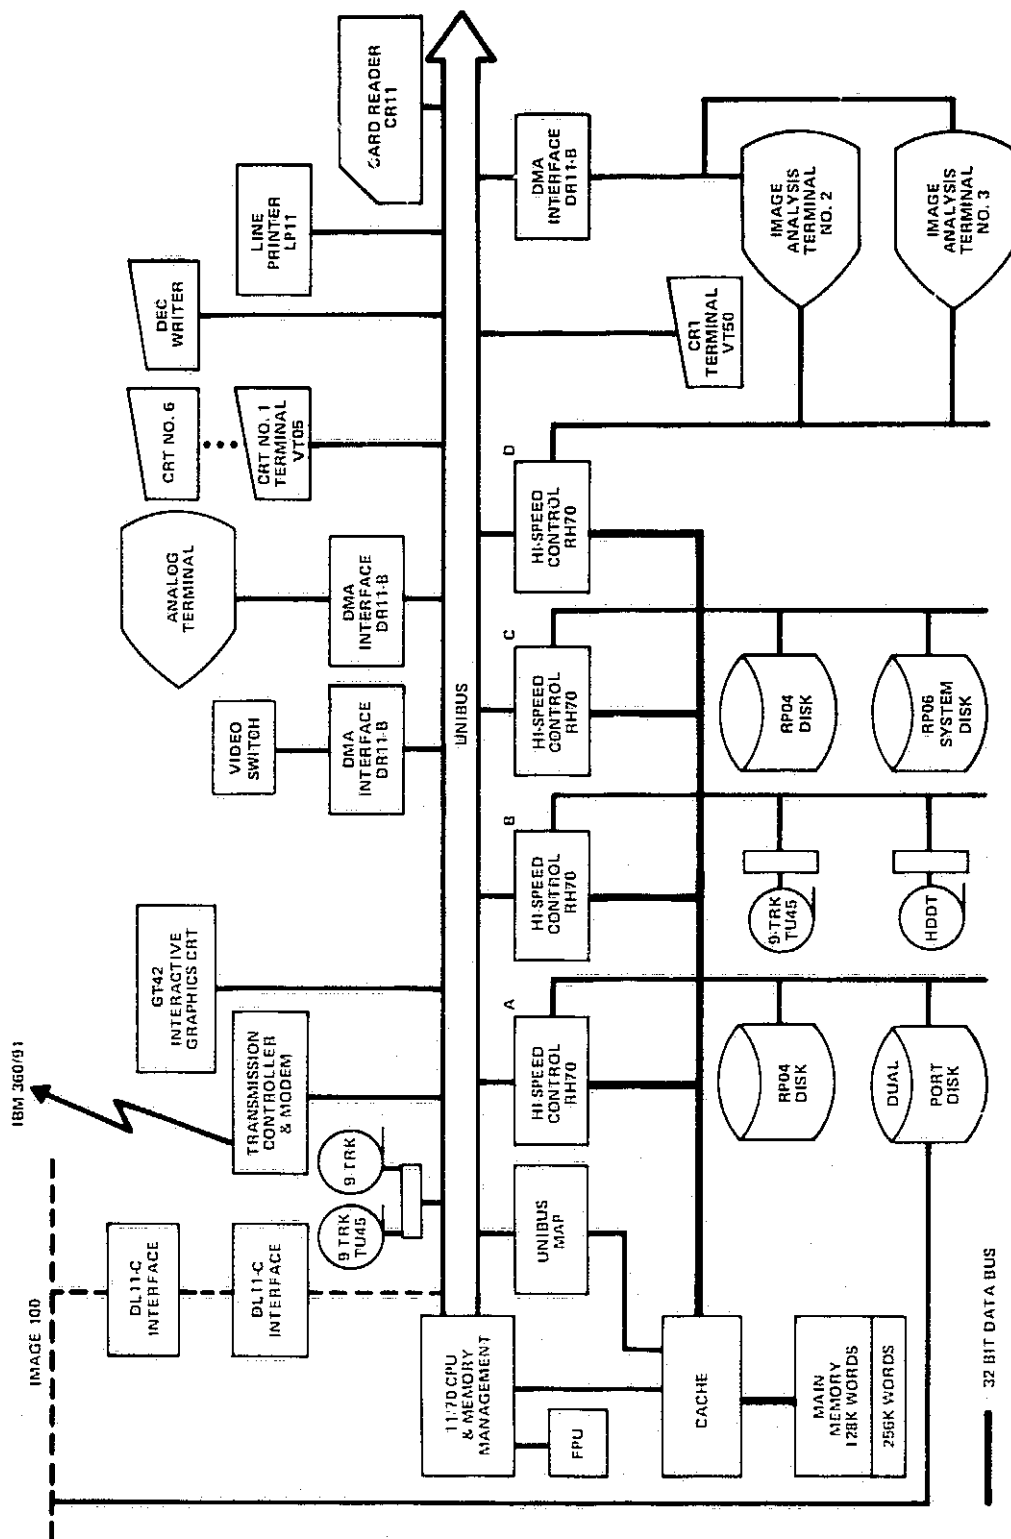 IMAGE 100
IBM 360/91
DL11-C
INTERFACE
DL11-C
INTERFACE
TRANSMISSION
CONTROLLER
& MODEM
GT42
INTERACTIVE
GRAPHICS CRT
9 TRK
TU45
9-TRK
VIDEO
SWITCH
DMA
INTERFACE
DR11-B
ANALOG
TERMINAL
DMA
INTERFACE
DR11-B
CRT NO. 6
CRT NO. 1
TERMINAL
VT05
DEC
WRITER
LINE
PRINTER
LP11
CARD READER
CR11
UNIBUS
11/70 CPU
& MEMORY
MANAGEMENT
FPU
UNIBUS
MAP
A
HI-SPEED
CONTROL
RH70
B
HI-SPEED
CONTROL
RH70
C
HI-SPEED
CONTROL
RH70
D
HI-SPEED
CONTROL
RH70
CRT
TERMINAL
VT50
DMA
INTERFACE
DR11-B
CACHE
MAIN
MEMORY
128K WORDS
256K WORDS
RP04
DISK
DUAL
PORT
DISK
9-TRK
TU45
HDDT
RP04
DISK
RP06
SYSTEM
DISK
IMAGE
ANALYSIS
TERMINAL
NO. 2
IMAGE
ANALYSIS
TERMINAL
NO. 3
32 BIT DATA BUS